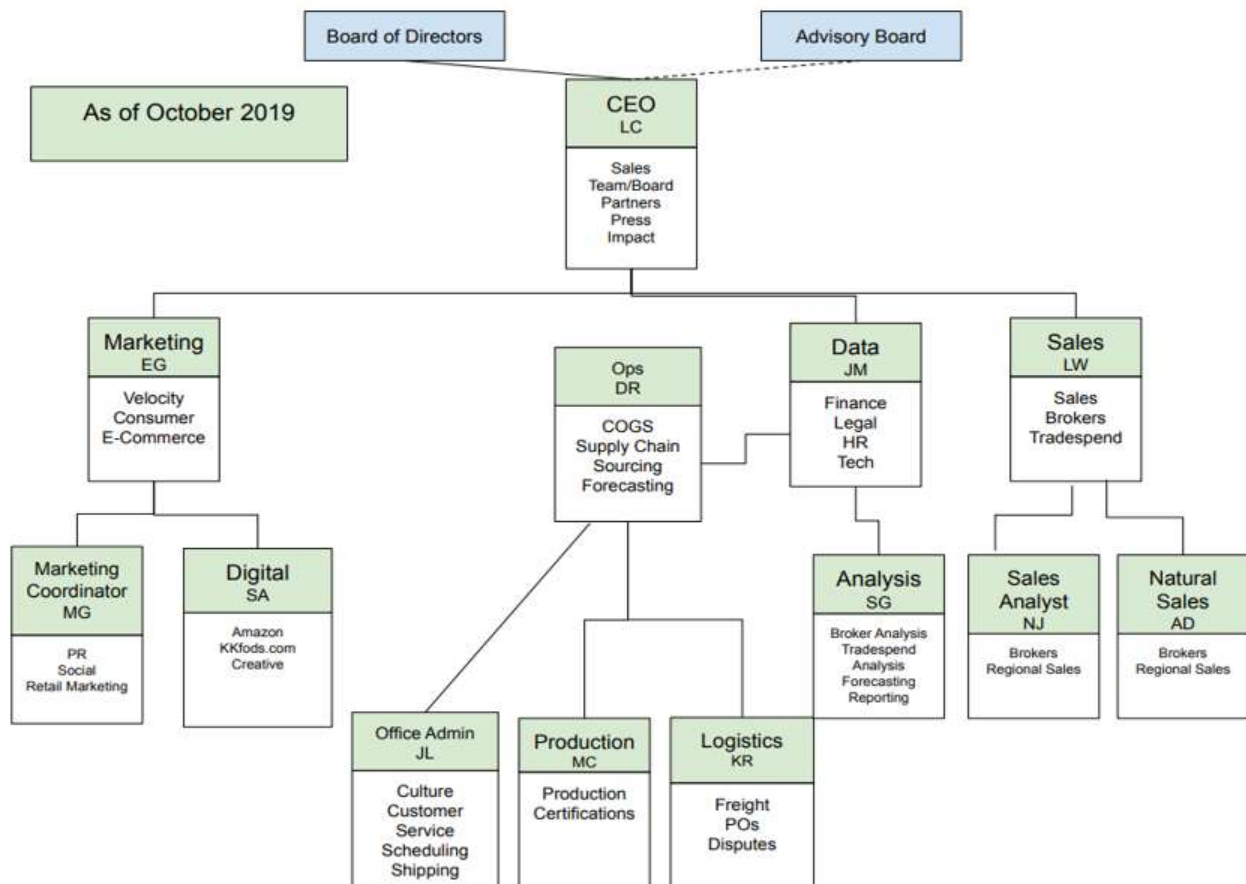 Board of Directors
Advisory Board
As of October 2019
CEO
LC
Sales
Team/Board
Partners
Press
Impact
Marketing
EG
Velocity
Consumer
E-Commerce
Ops
DR
COGS
Supply Chain
Sourcing
Forecasting
Data
JM
Finance
Legal
HR
Tech
Sales
LW
Sales
Brokers
Tradespend
Marketing
Coordinator
MG
PR
Social
Retail Marketing
Digital
SA
Amazon
KKfods.com
Creative
Analysis
SG
Broker Analysis
Tradespend
Analysis
Forecasting
Reporting
Sales
Analyst
NJ
Brokers
Regional Sales
Natural
Sales
AD
Brokers
Regional Sales
Office Admin
JL
Culture
Customer
Service
Scheduling
Shipping
Production
MC
Production
Certifications
Logistics
KR
Freight
POs
Disputes